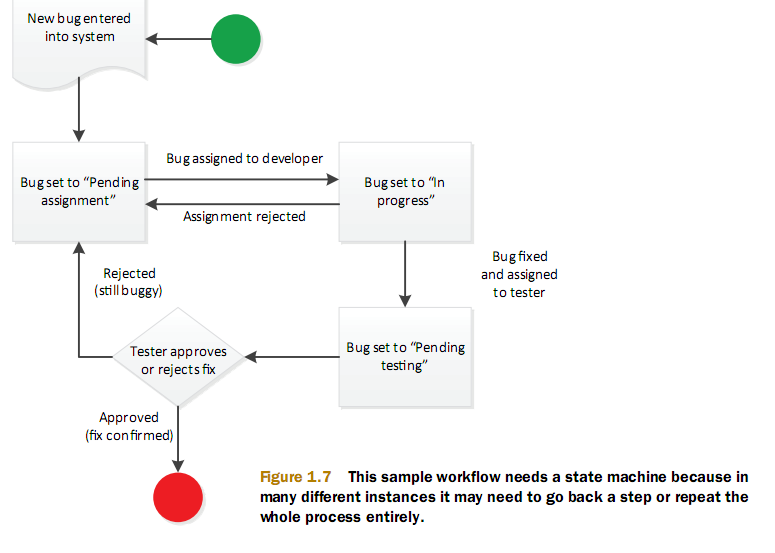 New bug entered
into system
Bug assigned to developer
Bug set to “Pending
assignment”
Bug set to “In
progress”
Assignment rejected
Bug fixed
and assigned
to tester
Rejected
(still buggy)
Tester approves
or rejects fix
Bug set to “Pending
testing”
Approved
(fix confirmed)
Figure 1.7 This sample workflow needs a state machine because in
many different instances it may need to go back a step or repeat the
whole process entirely.